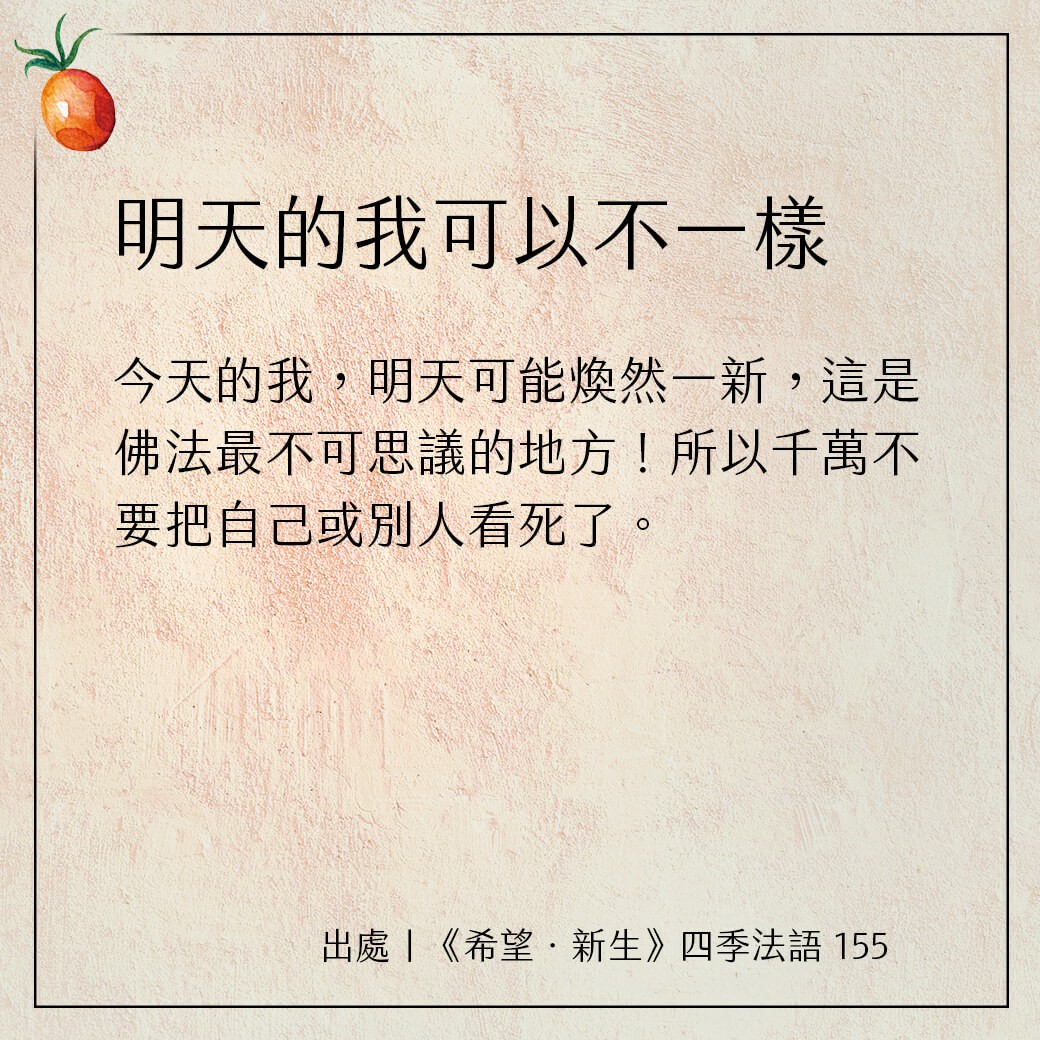 明天的我可以不一樣
今天的我，明天可能煥然一新，這是
佛法最不可思議的地方！所以千萬不
要把自己或別人看死了。
出處|《希望．新生》四季法語 155